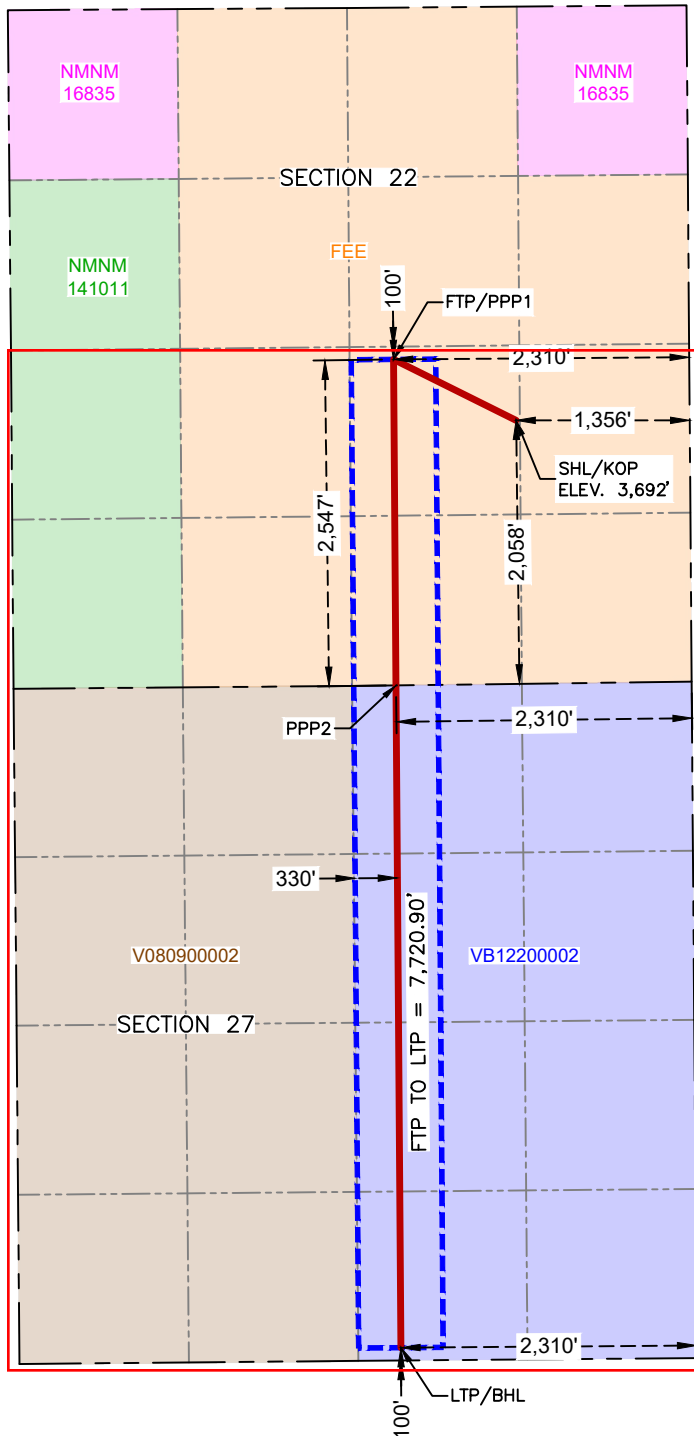 NMNM
16835
NMNM
16835
SECTION 22
FEE
NMNM
141011
100'
FTP/PPP1
2,310'
1,356'
SHL/KOP
ELEV. 3,692'
2,547'
2,058'
PPP2
2,310'
330'
V080900002
VB12200002
SECTION 27
FTP TO LTP = 7,720.90'
2,310'
LTP/BHL
100'